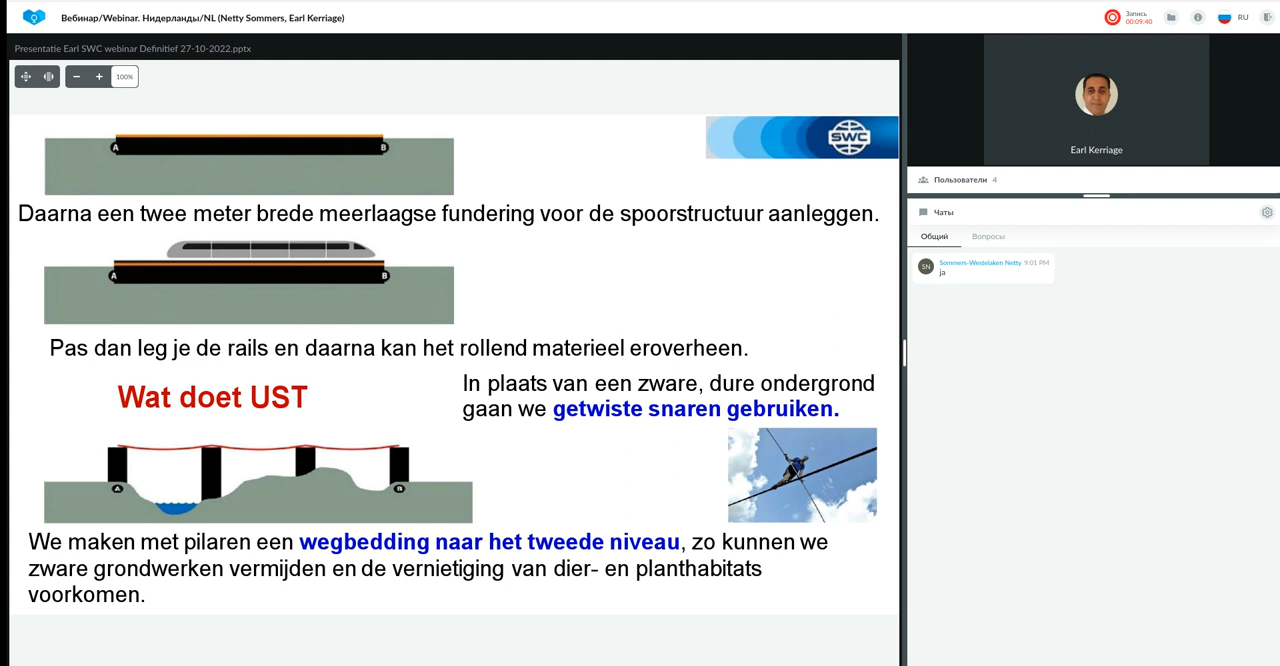 Вебинар/Webinar. Нидерланды/NL (Netty Sommers, Earl Kerriage)
Запись
00:09:40
RU
Presentatie Earl SWC webinar Definitief 27-10-2022.pptx
100%
A
B
SWC
Daarna een twee meter brede meerlaagse fundering voor de spoorstructuur aanleggen.
A
B
Pas dan leg je de rails en daarna kan het rollend materieel eroverheen.
Wat doet UST
In plaats van een zware, dure ondergrond
gaan we getwiste snaren gebruiken.
A
B
We maken met pilaren een wegbedding naar het tweede niveau, zo kunnen we
zware grondwerken vermijden en de vernietiging van dier- en planthabitats
voorkomen.
Earl Kerriage
Пользователи 4
Чаты
Общий
Вопросы
SN
Sommers-Westelaken Netty 9:01 PM
ja